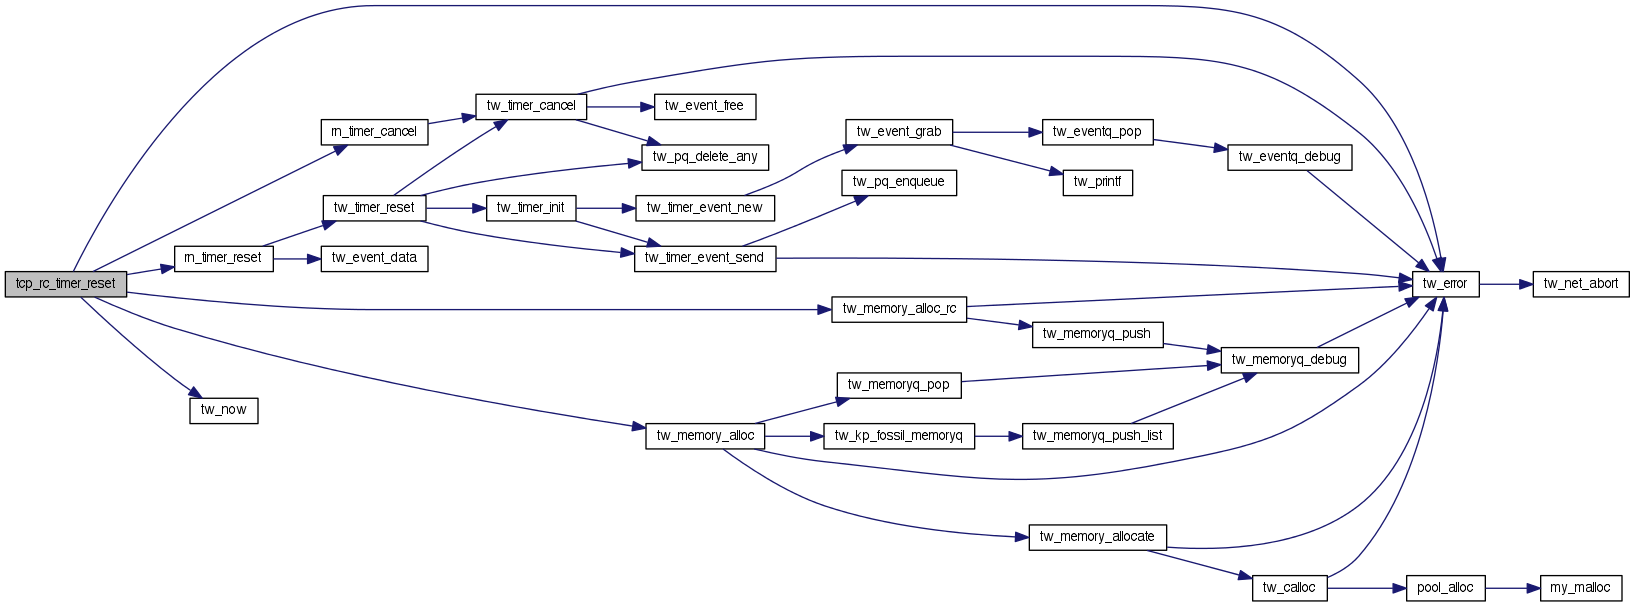 tcp_rc_timer_reset
rn_timer_cancel
rn_timer_reset
tw_now
tw_timer_reset
tw_event_data
tw_timer_cancel
tw_timer_init
tw_event_free
tw_pq_delete_any
tw_timer_event_new
tw_timer_event_send
tw_memory_alloc
tw_event_grab
tw_pq_enqueue
tw_memory_alloc_rc
tw_memoryq_pop
tw_kp_fossil_memoryq
tw_eventq_pop
tw_printf
tw_memoryq_push
tw_memoryq_push_list
tw_memory_allocate
tw_eventq_debug
tw_memoryq_debug
tw_calloc
tw_error
pool_alloc
tw_net_abort
my_malloc